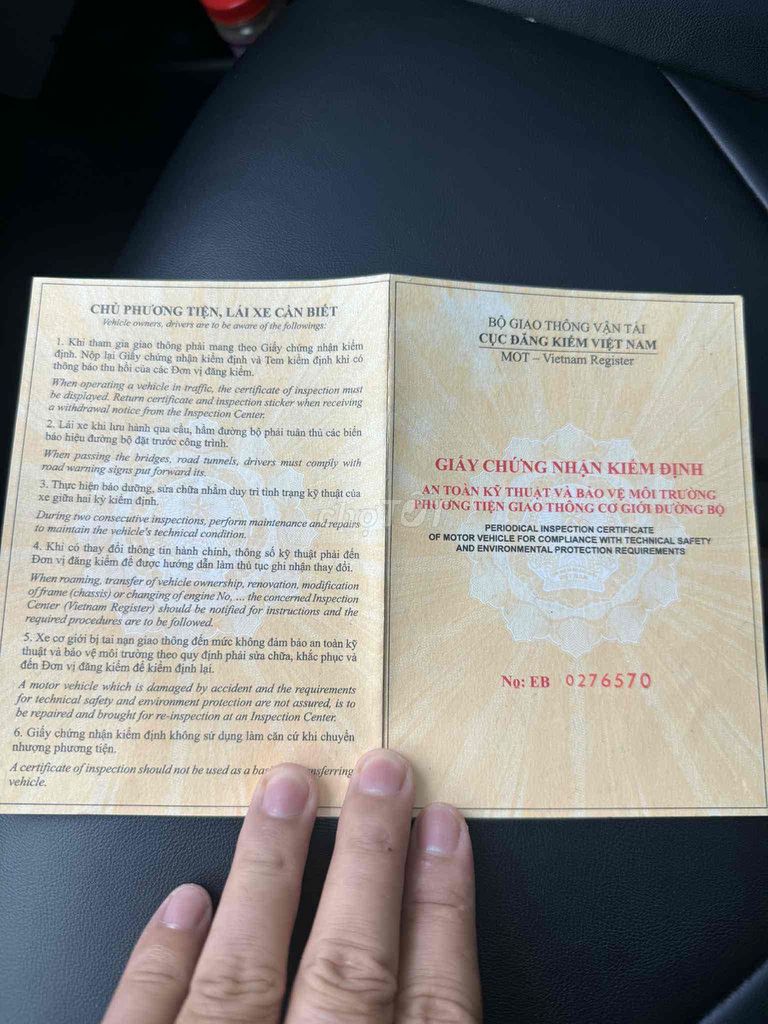 CHỦ PHƯƠNG TIỆN, LÁI XE CẦN BIẾT
Vehicle owners, drivers are to be aware of the followings:
1. Khi tham gia giao thông phải mang theo Giấy chứng nhận kiểm
định. Nộp lại Giấy chứng nhận kiểm định và Tem kiểm định khi có
thông báo thu hồi của các Đơn vị đăng kiểm.
When operating a vehicle in traffic, the certificate of inspection must
be displayed. Return certificate and inspection sticker when receiving
a withdrawal notice from the Inspection Center.
2. Lái xe khi lưu hành qua cầu, hầm đường bộ phải tuân thủ các biển
báo hiệu đường bộ đặt trước công trình.
When passing the bridges, road tunnels, drivers must comply with
road warning signs put forward its.
3. Thực hiện bảo dưỡng, sửa chữa nhằm duy trì tình trạng kỹ thuật của
xe giữa hai kỳ kiểm định.
During two consecutive inspections, perform maintenance and repairs
to maintain the vehicle's technical condition.
4. Khi có thay đổi thông tin hành chính, thông số kỹ thuật phải đến
Đơn vị đăng kiểm để được hướng dẫn làm thủ tục ghi nhận thay đổi.
When roaming, transfer of vehicle ownership, renovation, modification
of frame (chassis) or changing of engine No, ... the concerned Inspection
Center (Vietnam Register) should be notified for instructions and the
required procedures are to be followed.
5. Xe cơ giới bị tai nạn giao thông đến mức không đảm bảo an toàn kỹ
thuật và bảo vệ môi trường theo quy định phải sửa chữa, khắc phục và
đến Đơn vị đăng kiểm để kiểm định lại.
A motor vehicle which is damaged by accident and the requirements
for technical safety and environment protection are not assured, is to
be repaired and brought for re-inspection at an Inspection Center.
6. Giấy chứng nhận kiểm định không sử dụng làm căn cứ khi chuyển
nhượng phương tiện.
A certificate of inspection should not be used as a
vehicle.
BỘ GIAO THÔNG VẬN TẢI
CỤC ĐĂNG KIỂM VIỆT NAM
MOT – Vietnam Register
GIẤY CHỨNG NHẬN KIỂM ĐỊNH
AN TOÀN KỸ THUẬT VÀ BẢO VỆ MÔI TRƯỜNG
PHƯƠNG TIỆN GIAO THÔNG CƠ GIỚI ĐƯỜNG BỘ
PERIODICAL INSPECTION CERTIFICATE
OF MOTOR VEHICLE FOR COMPLIANCE WITH TECHNICAL SAFETY
AND ENVIRONMENTAL PROTECTION REQUIREMENTS
No: EB 0276570
chợTỐT